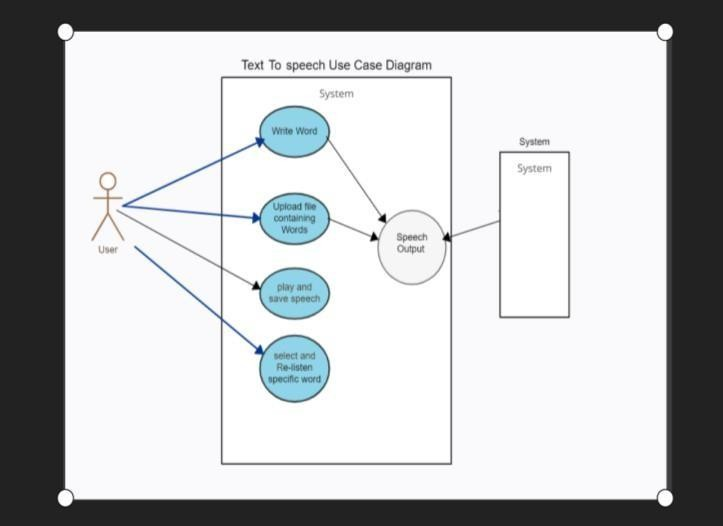 Text To speech Use Case Diagram
System
Write Word
Upload file
containing
Words
play and
save speech
select and
Re-listen
specific word
Speech
Output
User
System
System